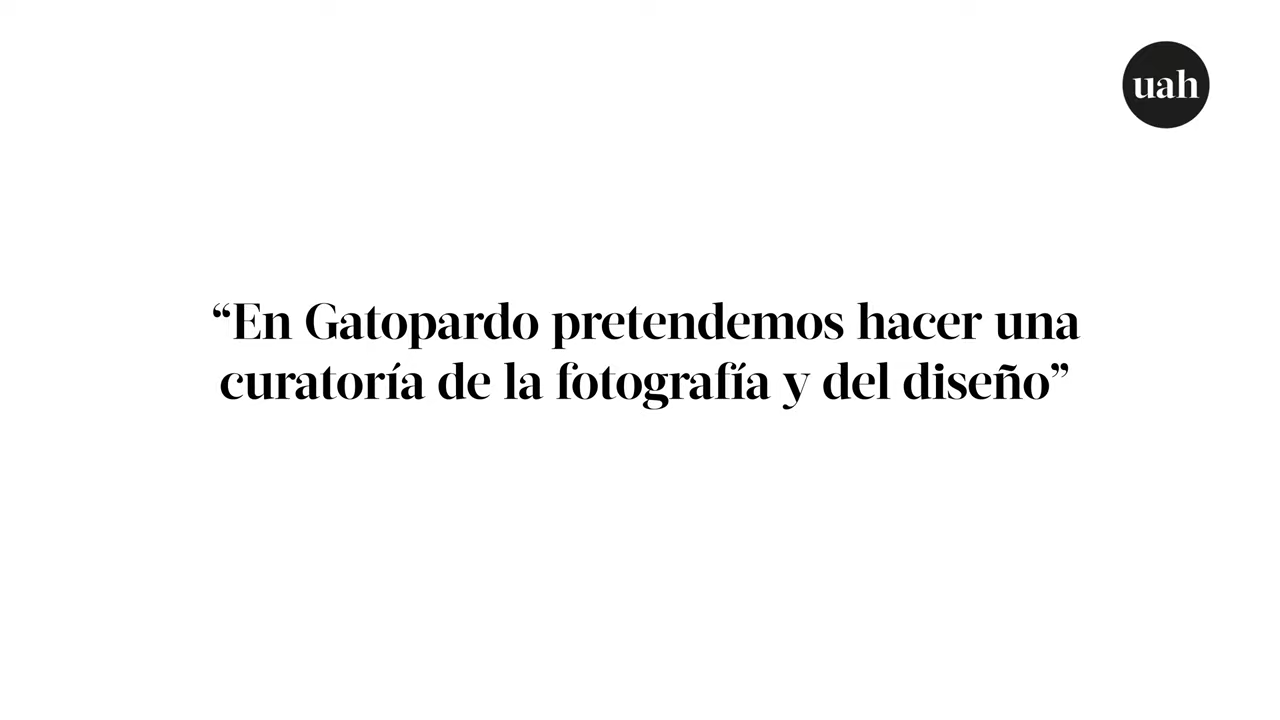 uah
“En Gatopardo pretendemos hacer una
curatoría de la fotografía y del diseño”